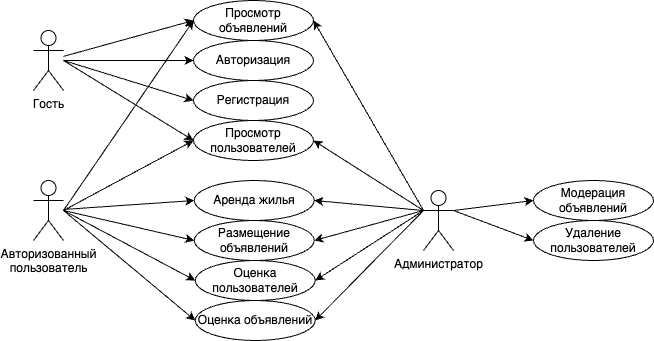 Просмотр
объявлений
Авторизация
Гость
Регистрация
Просмотр
пользователей
Аренда жилья
Модерация
объявлений
Размещение
объявлений
Удаление
пользователей
Авторизованный
пользователь
Администратор
Оценка
пользователей
Оценка объявлений